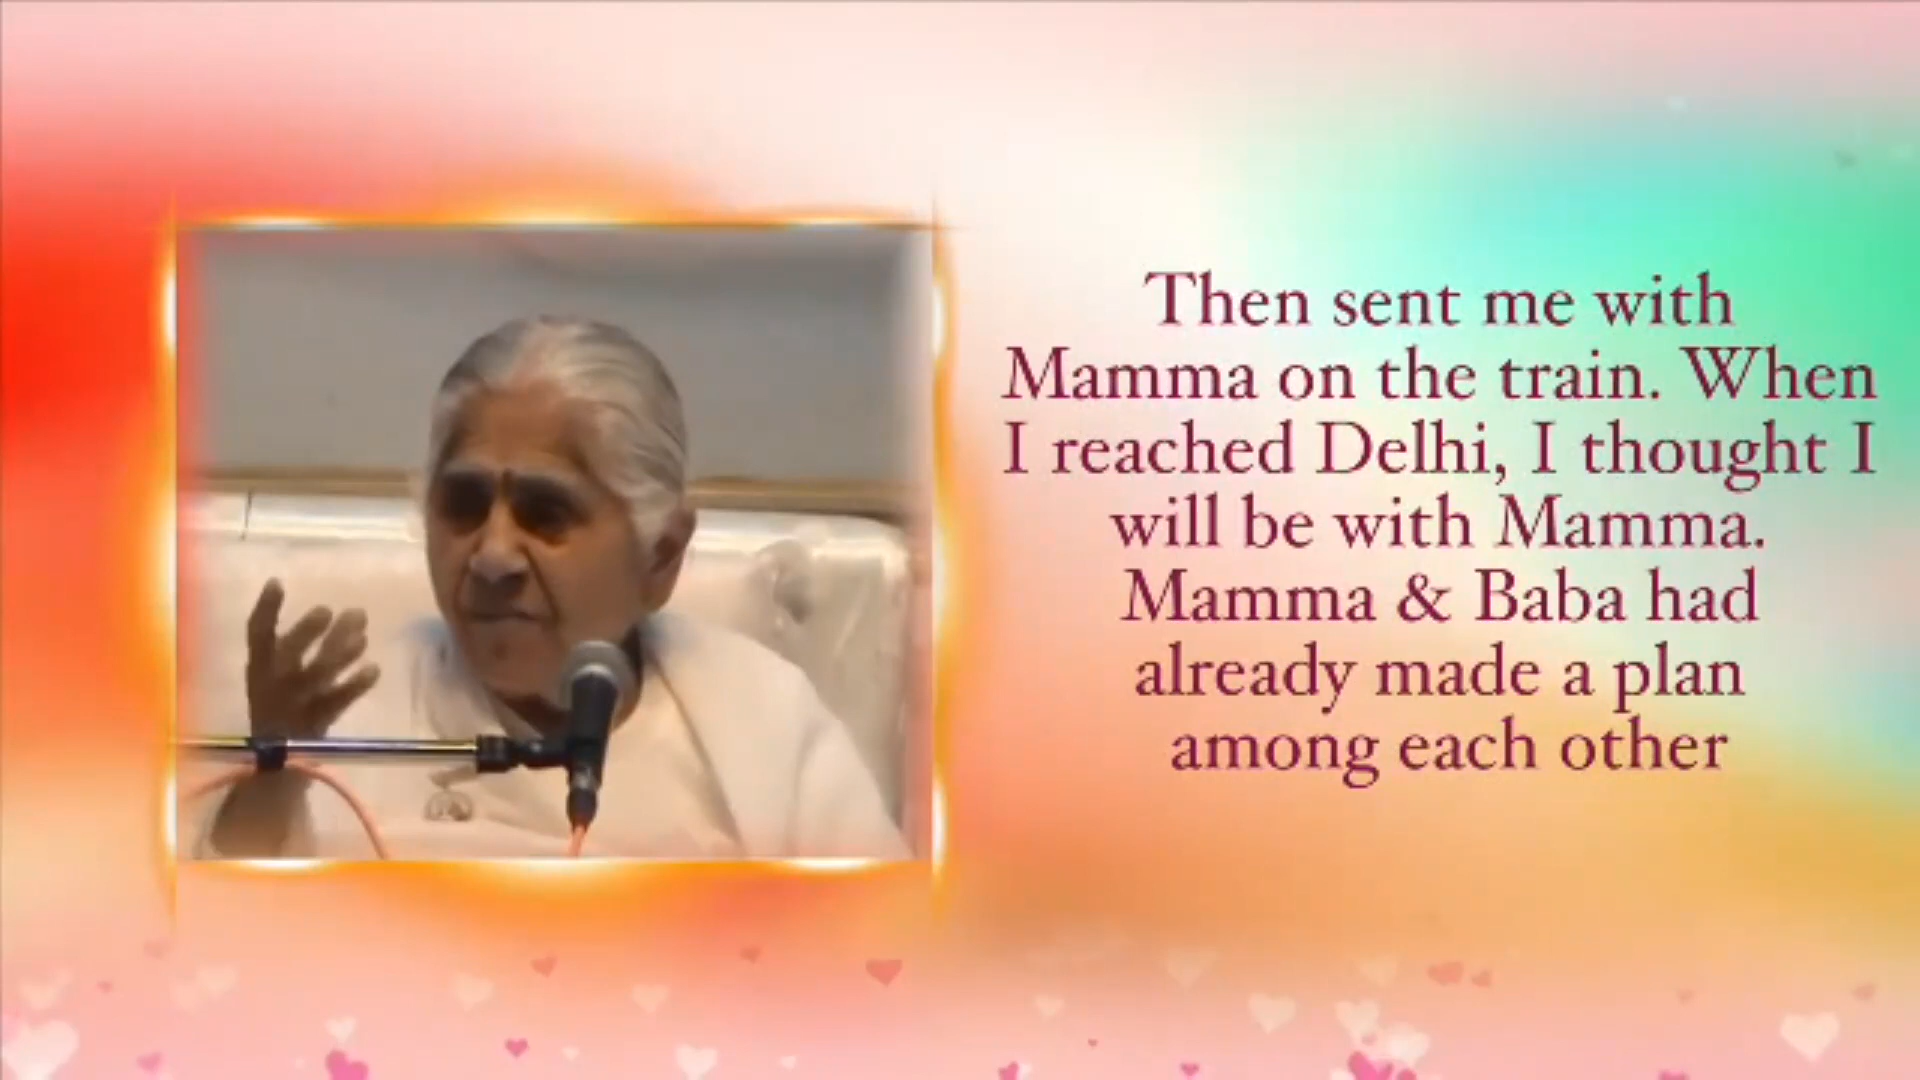 Then sent me with
Mamma on the train. When
I reached Delhi, I thought I
will be with Mamma.
Mamma & Baba had
already made a plan
among each other